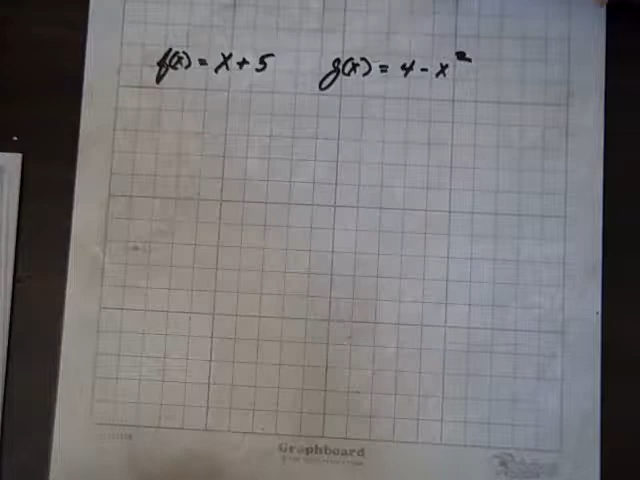 f(x) = x + 5 g(x) = 4 - x²
Graphboard